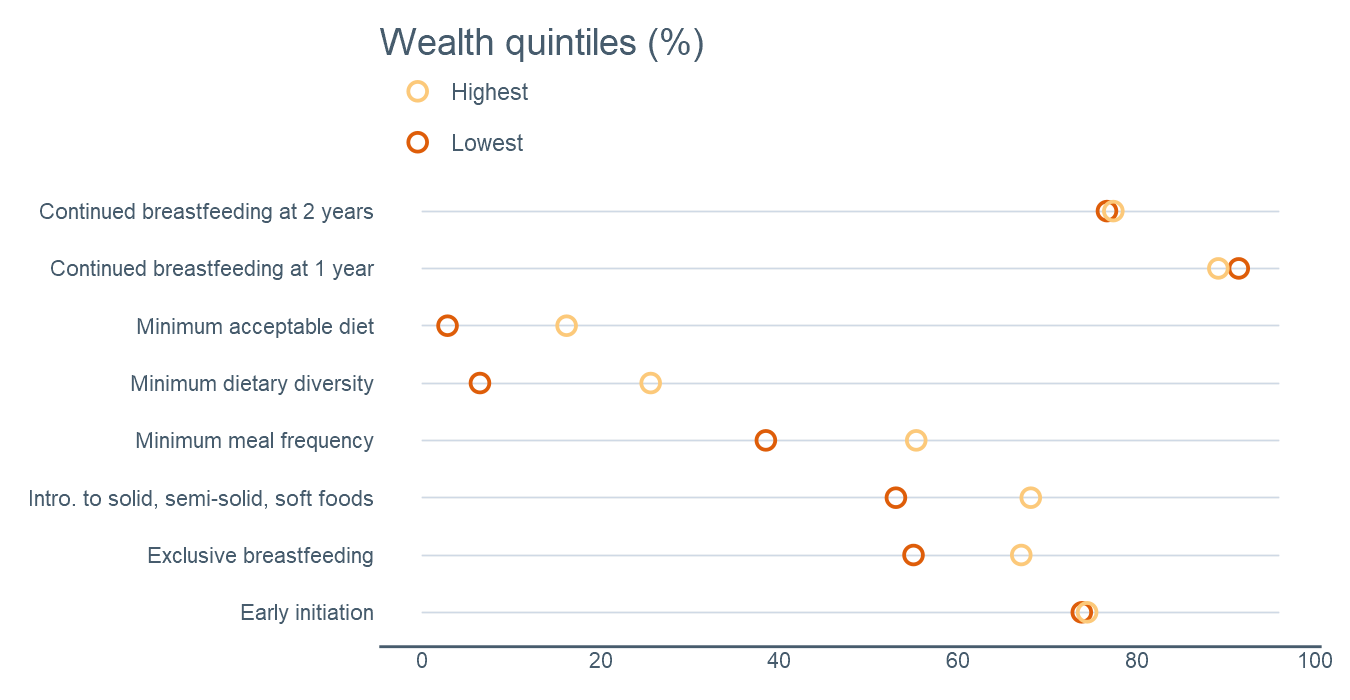 Wealth quintiles (%)
Highest
Lowest
Continued breastfeeding at 2 years
Continued breastfeeding at 1 year
Minimum acceptable diet
Minimum dietary diversity
Minimum meal frequency
Intro. to solid, semi-solid, soft foods
Exclusive breastfeeding
Early initiation
0 20 40 60 80 100